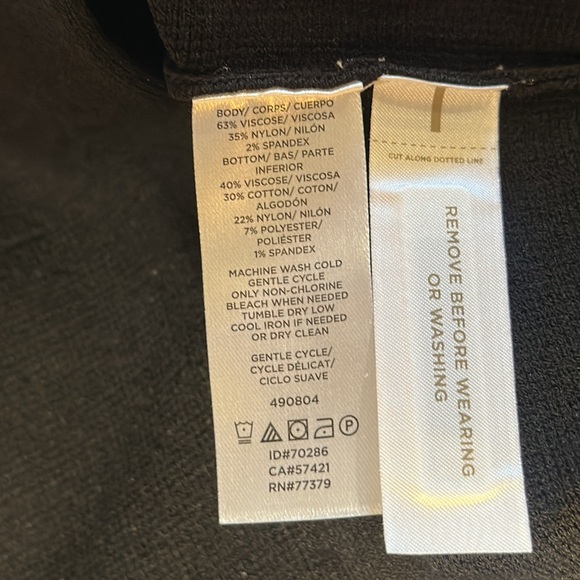 BODY/ CORPS/ CUERPO
63% VISCOSE/ VISCOSA
35% NYLON/ NILÓN
2% SPANDEX
BOTTOM/ BAS/ PARTE
INFERIOR
40% VISCOSE/ VISCOSA
30% COTTON/ COTON/
ALGODÓN
22% NYLON/ NILÓN
7% POLYESTER/
POLIÉSTER
1% SPANDEX
MACHINE WASH COLD
GENTLE CYCLE
ONLY NON-CHLORINE
BLEACH WHEN NEEDED
TUMBLE DRY LOW
COOL IRON IF NEEDED
OR DRY CLEAN
GENTLE CYCLE/
CYCLE DÉLICAT/
CICLO SUAVE
490804
P
ID#70286
CA#57421
RN#77379
CUT ALONG DOTTED LINE
REMOVE BEFORE WEARING
OR WASHING